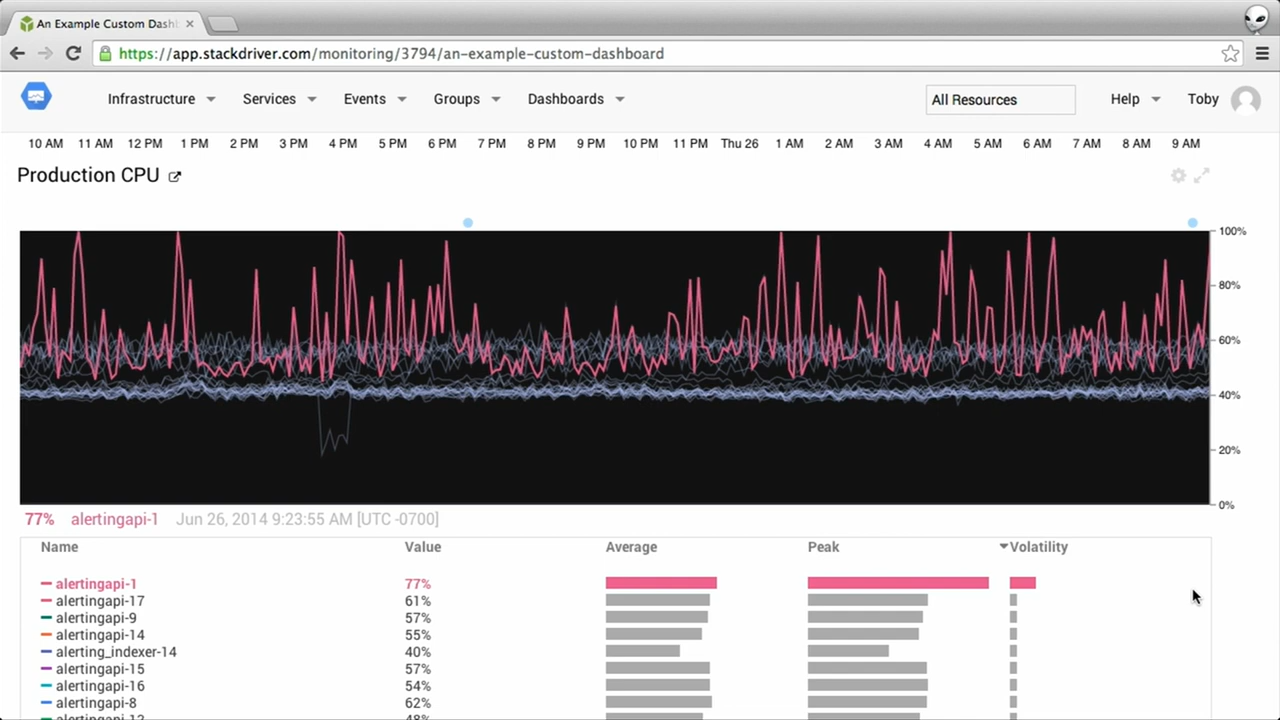 An Example Custom Dash
https://app.stackdriver.com/monitoring/3794/an-example-custom-dashboard
Infrastructure Services Events Groups Dashboards All Resources Help Toby
10 AM 11 AM 12 PM 1 PM 2 PM 3 PM 4 PM 5 PM 6 PM 7 PM 8 PM 9 PM 10 PM 11 PM Thu 26 1 AM 2 AM 3 AM 4 AM 5 AM 6 AM 7 AM 8 AM 9 AM
Production CPU
100%
80%
60%
40%
20%
0%
77% alertingapi-1 Jun 26, 2014 9:23:55 AM [UTC -0700]
Name Value Average Peak Volatility
alertingapi-1 77%
alertingapi-17 61%
alertingapi-9 57%
alertingapi-14 55%
alerting_indexer-14 40%
alertingapi-15 57%
alertingapi-16 54%
alertingapi-8 62%
alertingapi-12 48%